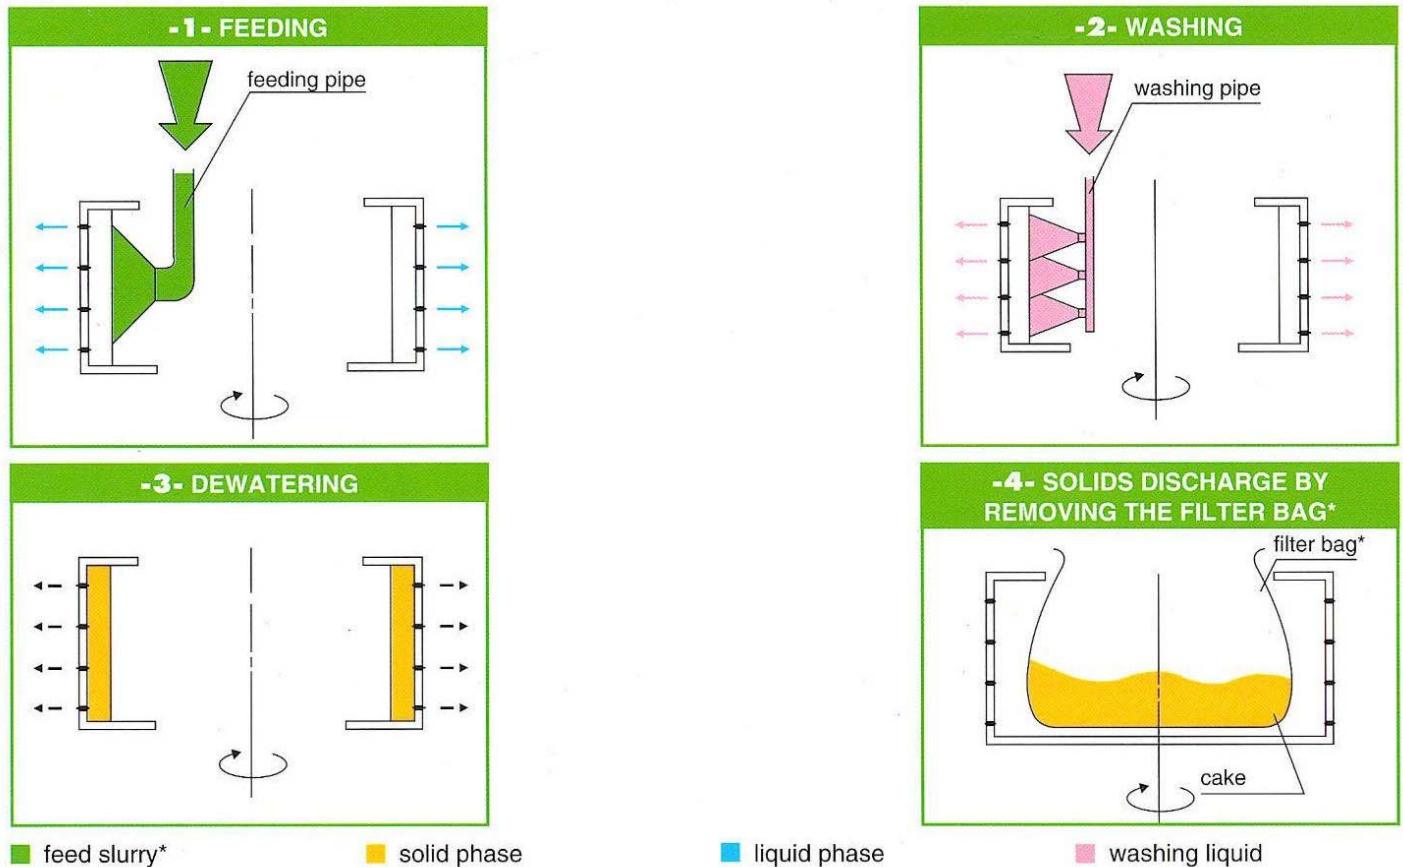 -1- FEEDING
feeding pipe
-2- WASHING
washing pipe
-3- DEWATERING
-4- SOLIDS DISCHARGE BY
REMOVING THE FILTER BAG*
filter bag*
cake
feed slurry*
solid phase
liquid phase
washing liquid